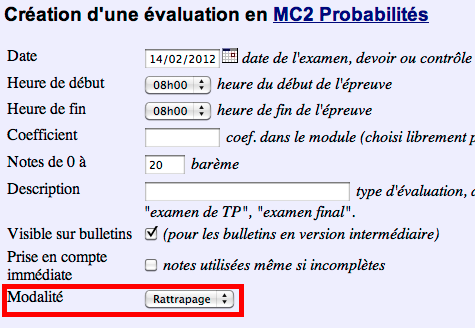 Création d'une évaluation en MC2 Probabilités
Date 14/02/2012 date de l'examen, devoir ou contrôle
Heure de début 08h00 heure du début de l'épreuve
Heure de fin 08h00 heure de fin de l'épreuve
Coefficient coef. dans le module (choisi librement p
Notes de 0 à 20 barème
Description type d'évaluation, a
"examen de TP", "examen final".
Visible sur bulletins (pour les bulletins en version intermédiaire)
Prise en compte
immédiate notes utilisées même si incomplètes
Modalité Rattrapage